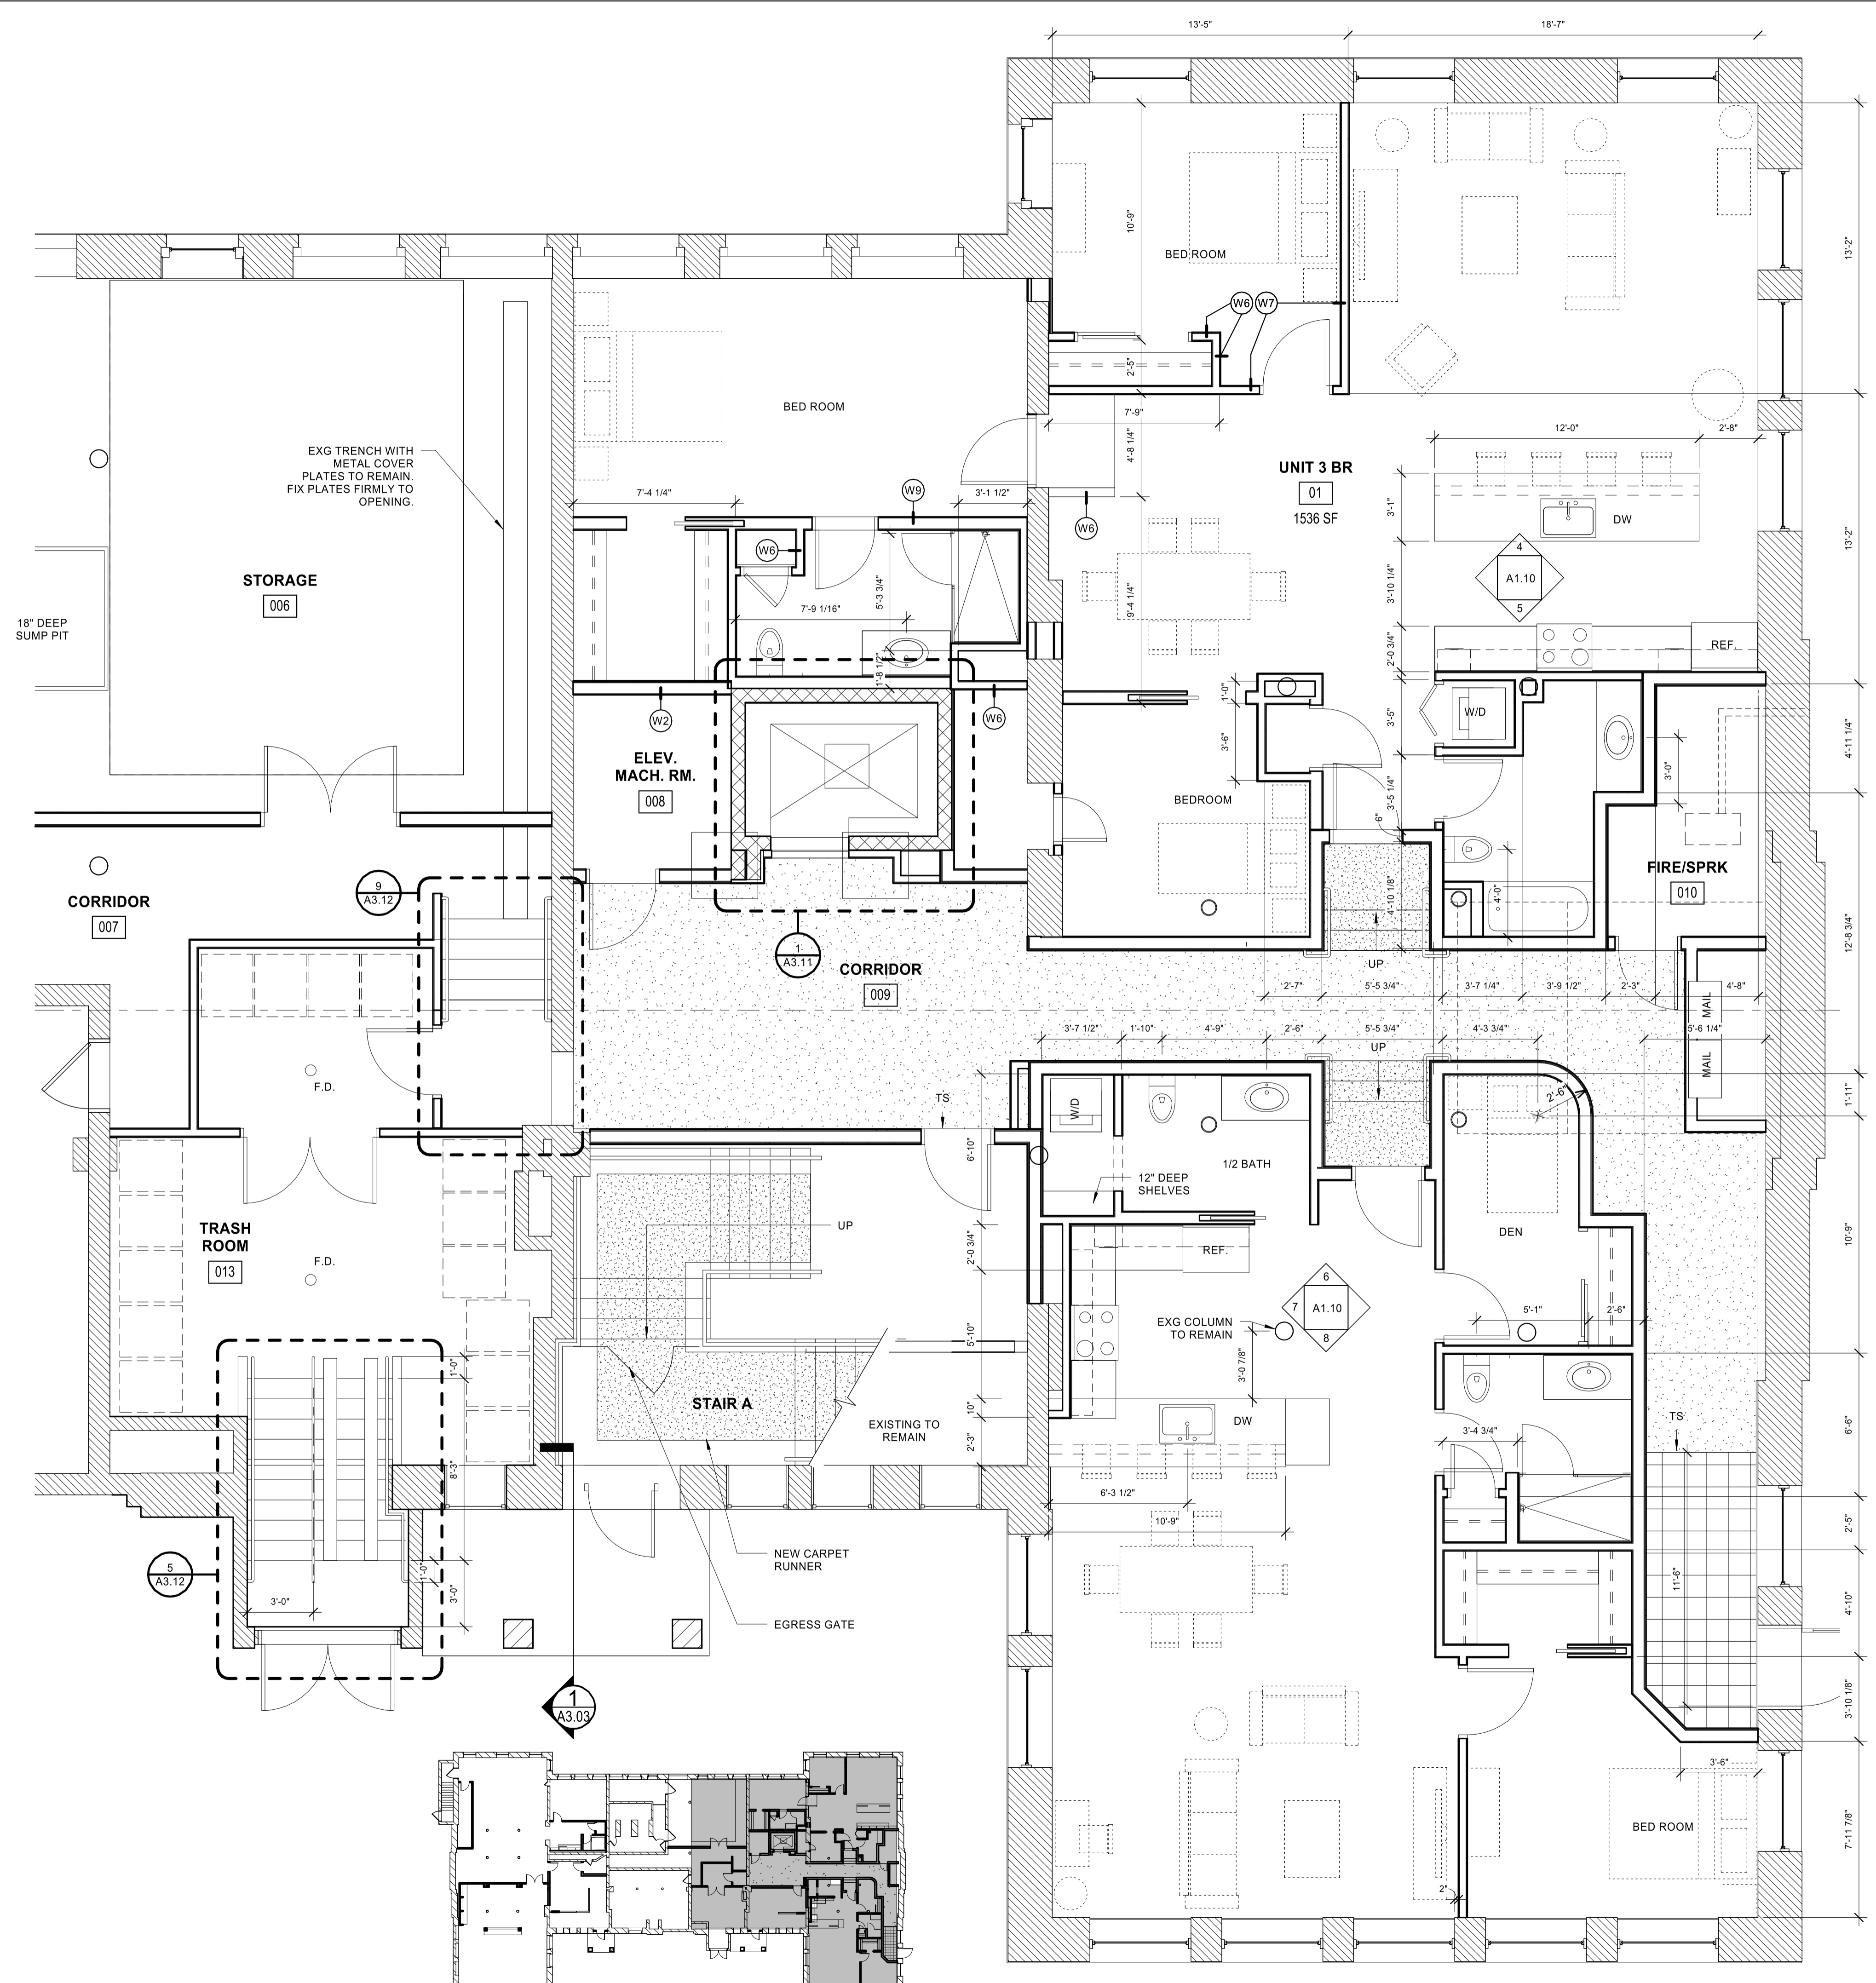 13'-5"
18'-7"
10'-9"
BED ROOM
13'-2"
W6
W7
2'-5"
BED ROOM
7'-9"
4'-8 1/4"
12'-0"
2'-8"
EXG TRENCH WITH
METAL COVER
PLATES TO REMAIN.
FIX PLATES FIRMLY TO
OPENING.
UNIT 3 BR
01
1536 SF
7'-4 1/4"
W9
3'-1 1/2"
W6
3'-1"
DW
13'-2"
W6
4
A1.10
5
STORAGE
006
7'-9 1/16"
5'-3 3/4"
9'-4 1/4"
3'-10 1/4"
18" DEEP
SUMP PIT
2'-0 3/4"
REF.
1'-8 1/2"
W2
W6
1'-0"
3'-5"
W/D
ELEV.
MACH. RM.
008
3'-6"
4'-11 1/4"
3'-0"
BEDROOM
3'-5 1/4"
6"
FIRE/SPRK
010
CORRIDOR
007
9
A3.12
4'-10 1/8"
4'-0"
1
A3.11
CORRIDOR
009
12'-8 3/4"
UP
2'-7"
5'-5 3/4"
3'-7 1/4"
3'-9 1/2"
2'-3"
4'-8"
MAIL
3'-7 1/2"
1'-10"
4'-9"
2'-6"
5'-5 3/4"
4'-3 3/4"
5'-6 1/4"
UP
MAIL
F.D.
TS
W/D
2'-6"
1'-11"
6'-10"
1/2 BATH
12" DEEP
SHELVES
TRASH
ROOM
013
F.D.
UP
2'-0 3/4"
REF.
DEN
10'-9"
6
7
A1.10
8
EXG COLUMN
TO REMAIN
5'-1"
2'-6"
5'-10"
3'-0 7/8"
1'-0"
STAIR A
EXISTING TO
REMAIN
10"
2'-3"
DW
3'-4 3/4"
TS
6'-6"
8'-3"
6'-3 1/2"
10'-9"
2'-5"
NEW CARPET
RUNNER
5
A3.12
1'-0"
3'-0"
3'-0"
11'-6"
4'-10"
EGRESS GATE
1
A3.03
3'-10 1/8"
3'-6"
BED ROOM
7'-11 7/8"
2"